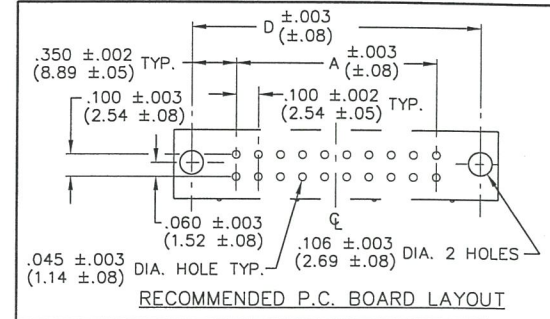 D ±.003
(±.08)
.350 ±.002
(8.89 ±.05) TYP.
A ±.003
(±.08)
.100 ±.003
(2.54 ±.08)
.100 ±.002
(2.54 ±.05) TYP.
.060 ±.003
(1.52 ±.08)
℄
.045 ±.003
(1.14 ±.08) DIA. HOLE TYP.
.106 ±.003
(2.69 ±.08) DIA. 2 HOLES
RECOMMENDED P.C. BOARD LAYOUT